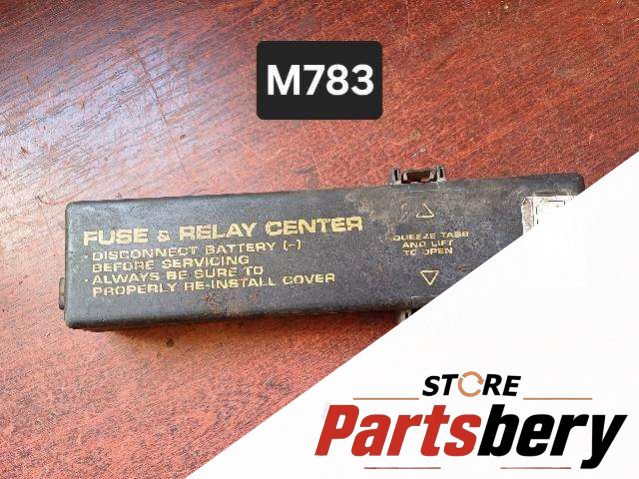 M783
FUSE & RELAY CENTER
· DISCONNECT BATTERY (-)
BEFORE SERVICING
· ALWAYS BE SURE TO
PROPERLY RE-INSTALL COVER
SQUEEZE TABS
AND LIFT
TO OPEN
STORE
Partsbery